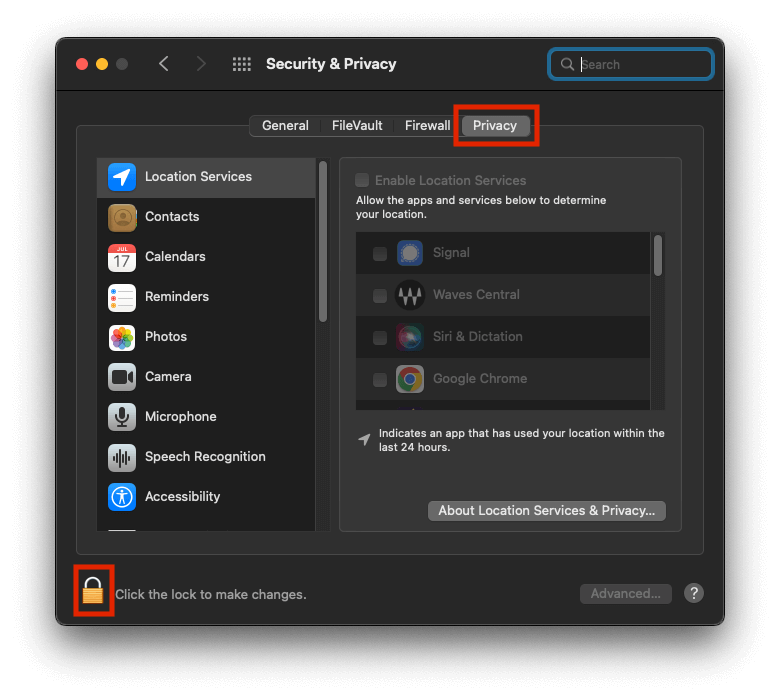 Security & Privacy
Search
General
FileVault
Firewall
Privacy
Location Services
Contacts
JUL
17
Calendars
Reminders
Photos
Camera
Microphone
Speech Recognition
Accessibility
Enable Location Services
Allow the apps and services below to determine
your location.
Signal
Waves Central
Siri & Dictation
Google Chrome
Indicates an app that has used your location within the
last 24 hours.
About Location Services & Privacy...
Click the lock to make changes.
Advanced...
?